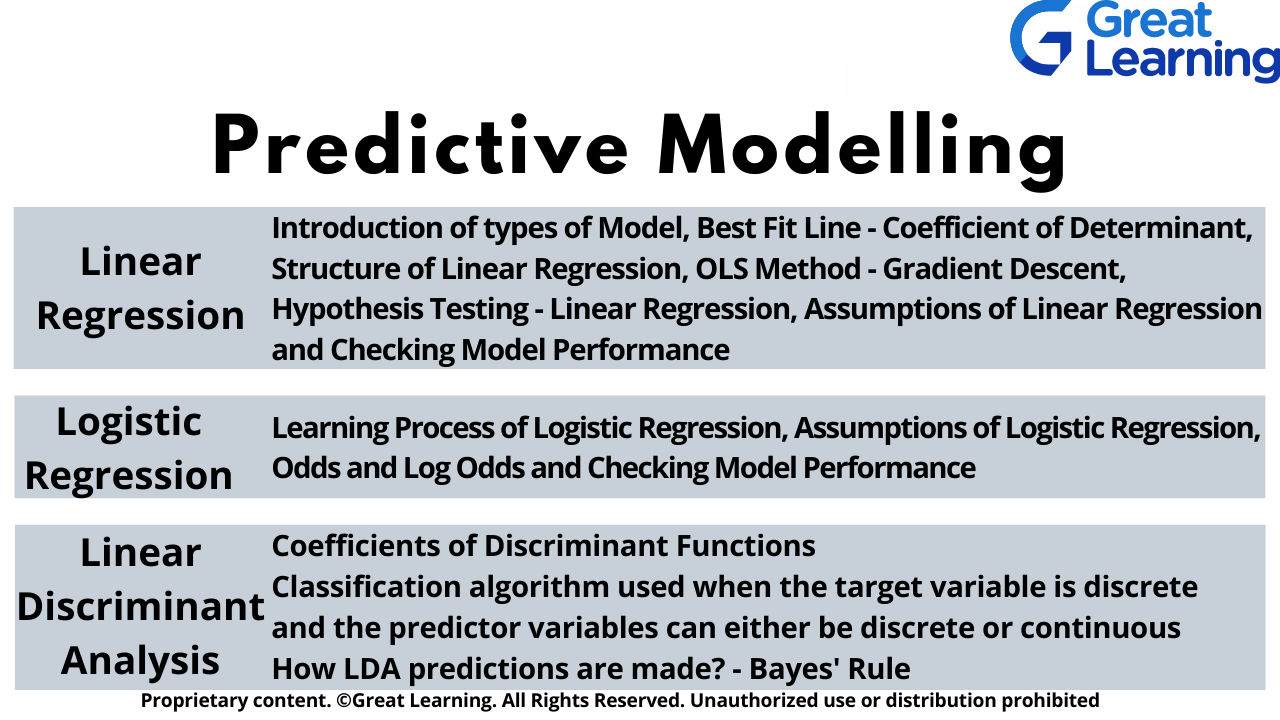 Great
Learning
Predictive Modelling
Linear
Regression
Introduction of types of Model, Best Fit Line - Coefficient of Determinant,
Structure of Linear Regression, OLS Method - Gradient Descent,
Hypothesis Testing - Linear Regression, Assumptions of Linear Regression
and Checking Model Performance
Logistic
Regression
Learning Process of Logistic Regression, Assumptions of Logistic Regression,
Odds and Log Odds and Checking Model Performance
Linear
Discriminant
Analysis
Coefficients of Discriminant Functions
Classification algorithm used when the target variable is discrete
and the predictor variables can either be discrete or continuous
How LDA predictions are made? - Bayes' Rule
Proprietary content. ©Great Learning. All Rights Reserved. Unauthorized use or distribution prohibited